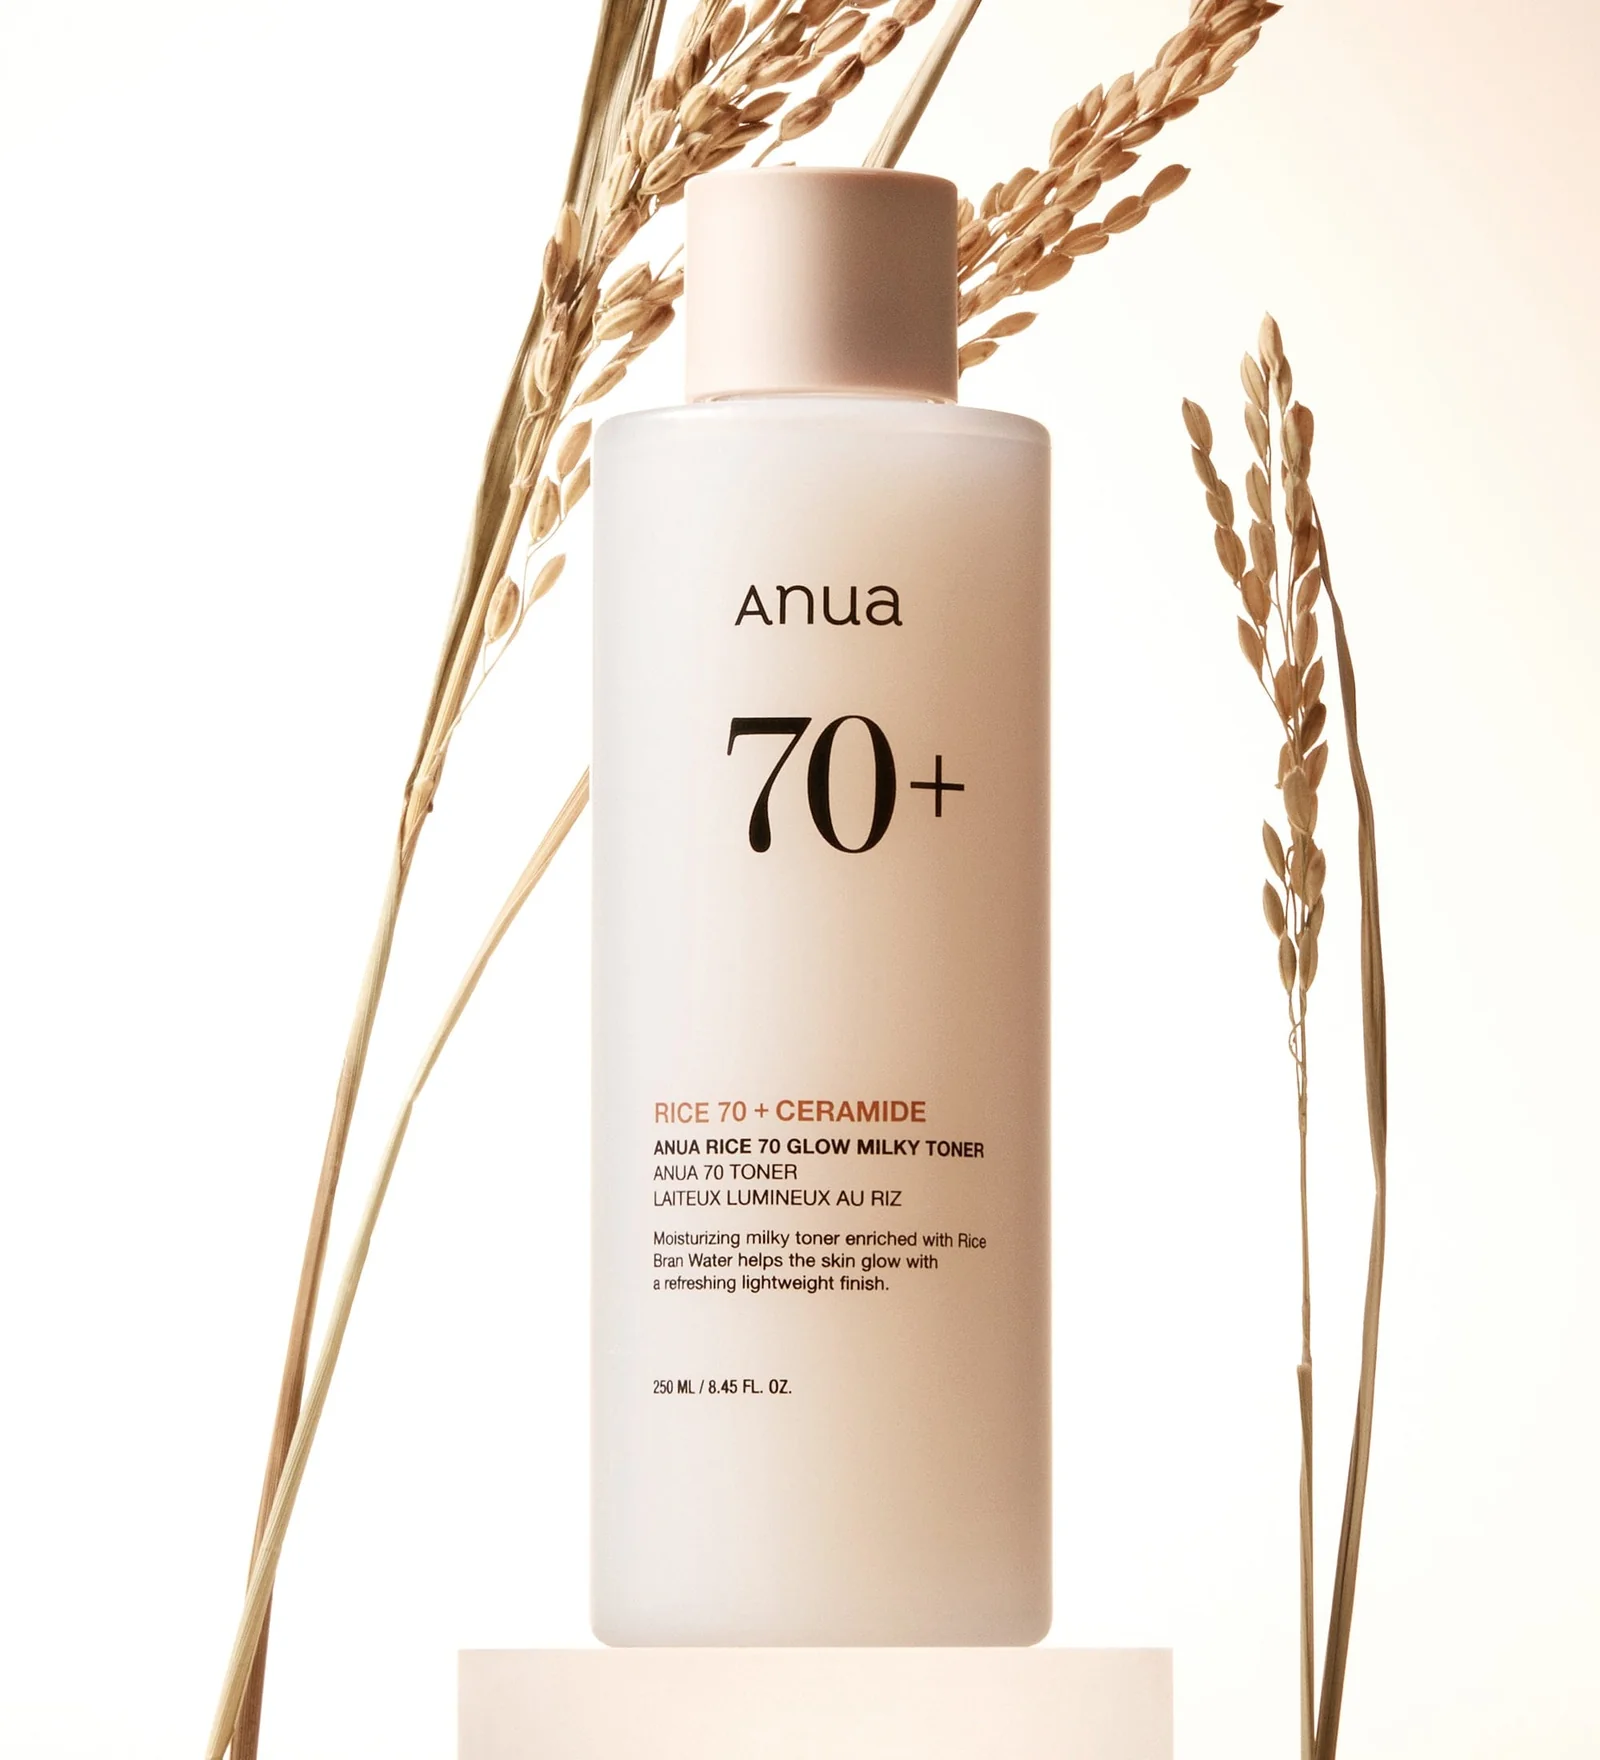 Anua
70+
RICE 70 + CERAMIDE
ANUA RICE 70 GLOW MILKY TONER
ANUA 70 TONER
LAITEUX LUMINEUX AU RIZ
Moisturizing milky toner enriched with Rice
Bran Water helps the skin glow with
a refreshing lightweight finish.
250 ML / 8.45 FL. OZ.